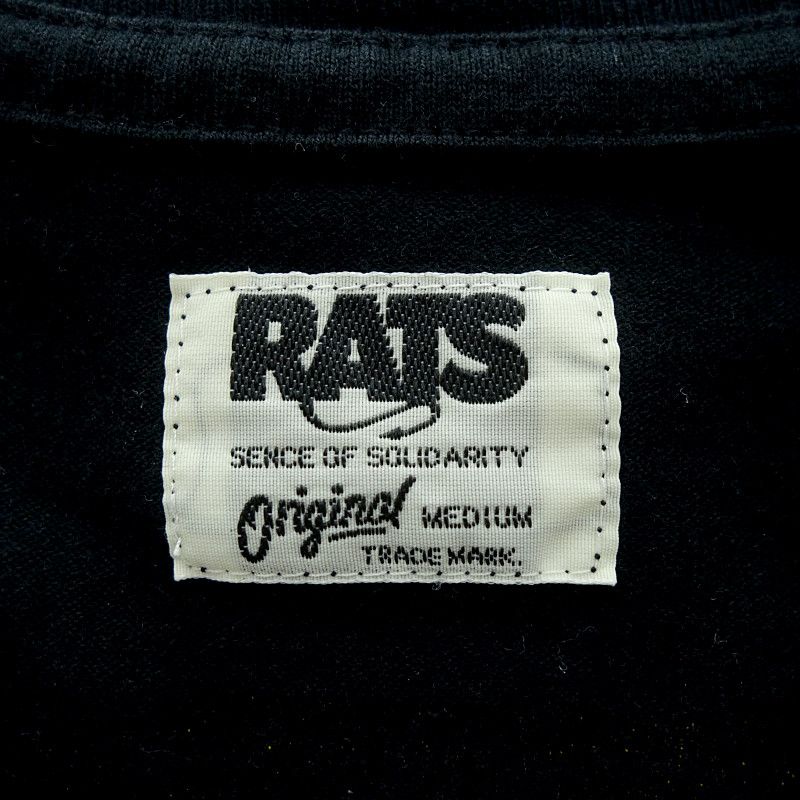 RATS
SENCE OF SOLIDARITY
Original MEDIUM
TRADE MARK.